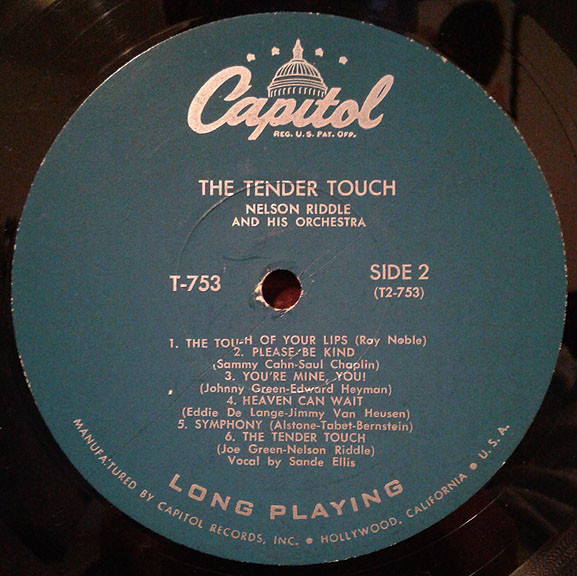 Capitol
REG. U.S. PAT. OFF.
THE TENDER TOUCH
NELSON RIDDLE
AND HIS ORCHESTRA
T-753
SIDE 2
(T2-753)
1. THE TOUCH OF YOUR LIPS (Ray Noble)
2. PLEASE BE KIND
(Sammy Cahn-Saul Chaplin)
3. YOU'RE MINE, YOU!
(Johnny Green-Edward Heyman)
4. HEAVEN CAN WAIT
(Eddie De Lange-Jimmy Van Heusen)
5. SYMPHONY (Alstone-Tabet-Bernstein)
6. THE TENDER TOUCH
(Joe Green-Nelson Riddle)
Vocal by Sande Ellis
LONG PLAYING
MANUFACTURED BY CAPITOL RECORDS, INC. • HOLLYWOOD, CALIFORNIA • U.S.A.